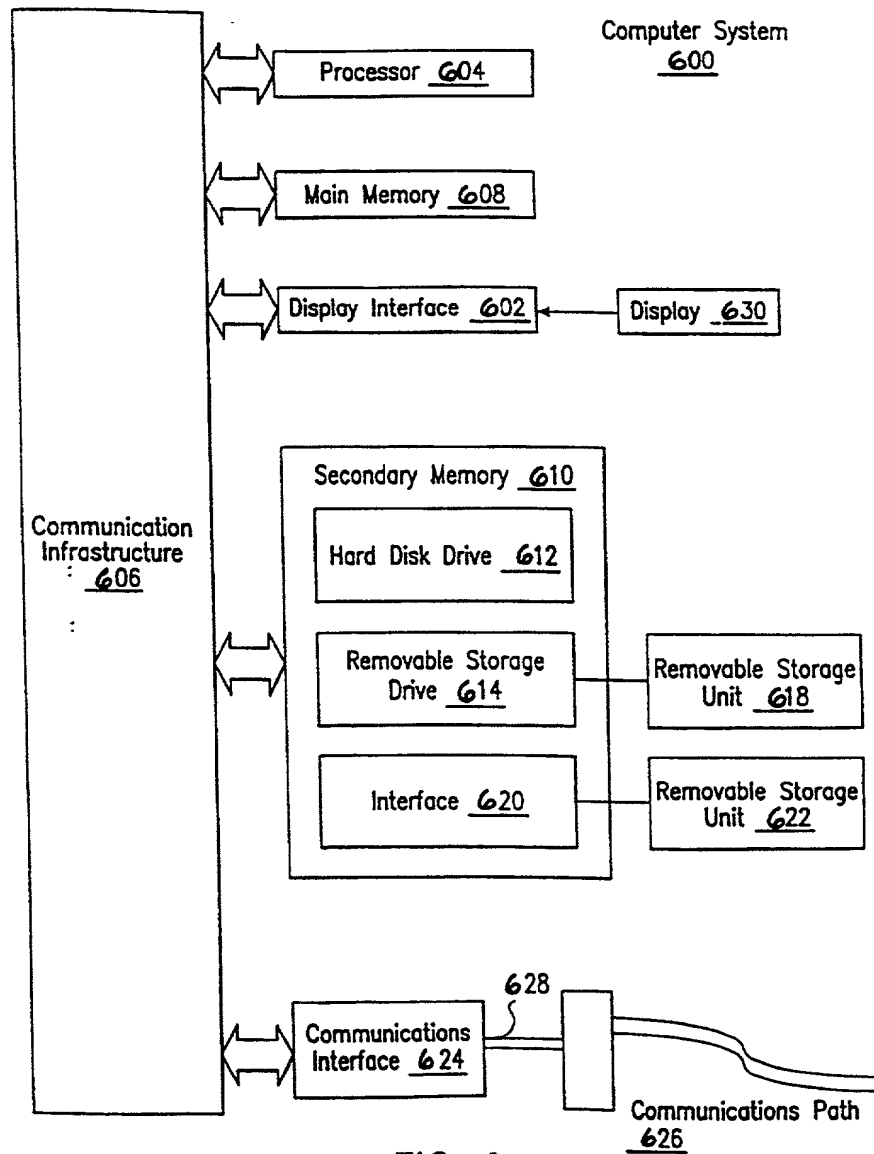 Computer System
600
Processor 604
Main Memory 608
Display Interface 602
Display 630
Secondary Memory 610
Hard Disk Drive 612
Communication
Infrastructure
606
Removable Storage
Drive 614
Removable Storage
Unit 618
Interface 620
Removable Storage
Unit 622
628
Communications
Interface 624
Communications Path
626